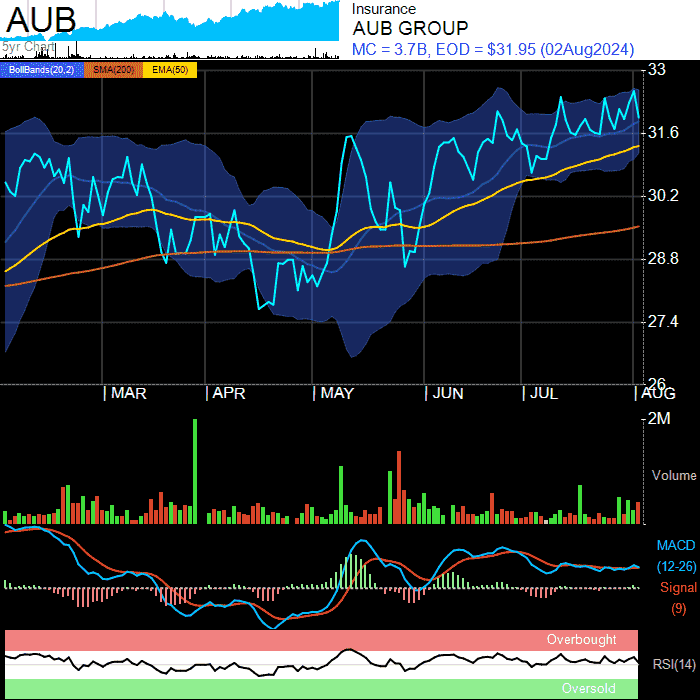 AUB
5yr Chart
Insurance
AUB GROUP
MC = 3.7B, EOD = $31.95 (02Aug2024)
BollBands(20,2) SMA(200) EMA(50)
33
31.6
30.2
28.8
27.4
26
MAR APR MAY JUN JUL AUG
2M
Volume
MACD
(12-26)
Signal
(9)
Overbought
RSI(14)
Oversold